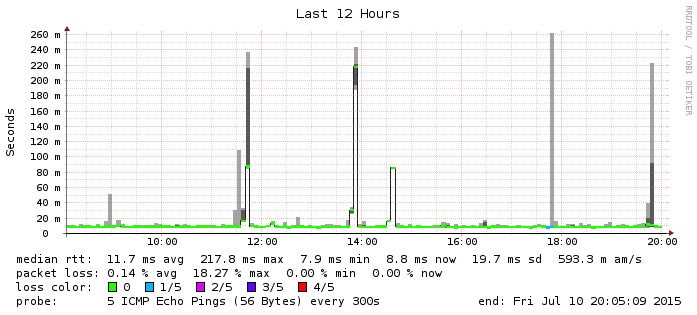 Last 12 Hours
RRDTOOL / TOBI OETIKER
Seconds
260 m
240 m
220 m
200 m
180 m
160 m
140 m
120 m
100 m
80 m
60 m
40 m
20 m
0
10:00 12:00 14:00 16:00 18:00 20:00
median rtt: 11.7 ms avg 217.8 ms max 7.9 ms min 8.8 ms now 19.7 ms sd 593.3 m am/s
packet loss: 0.14 % avg 18.27 % max 0.00 % min 0.00 % now
loss color: 0 1/5 2/5 3/5 4/5
probe: 5 ICMP Echo Pings (56 Bytes) every 300s end: Fri Jul 10 20:05:09 2015